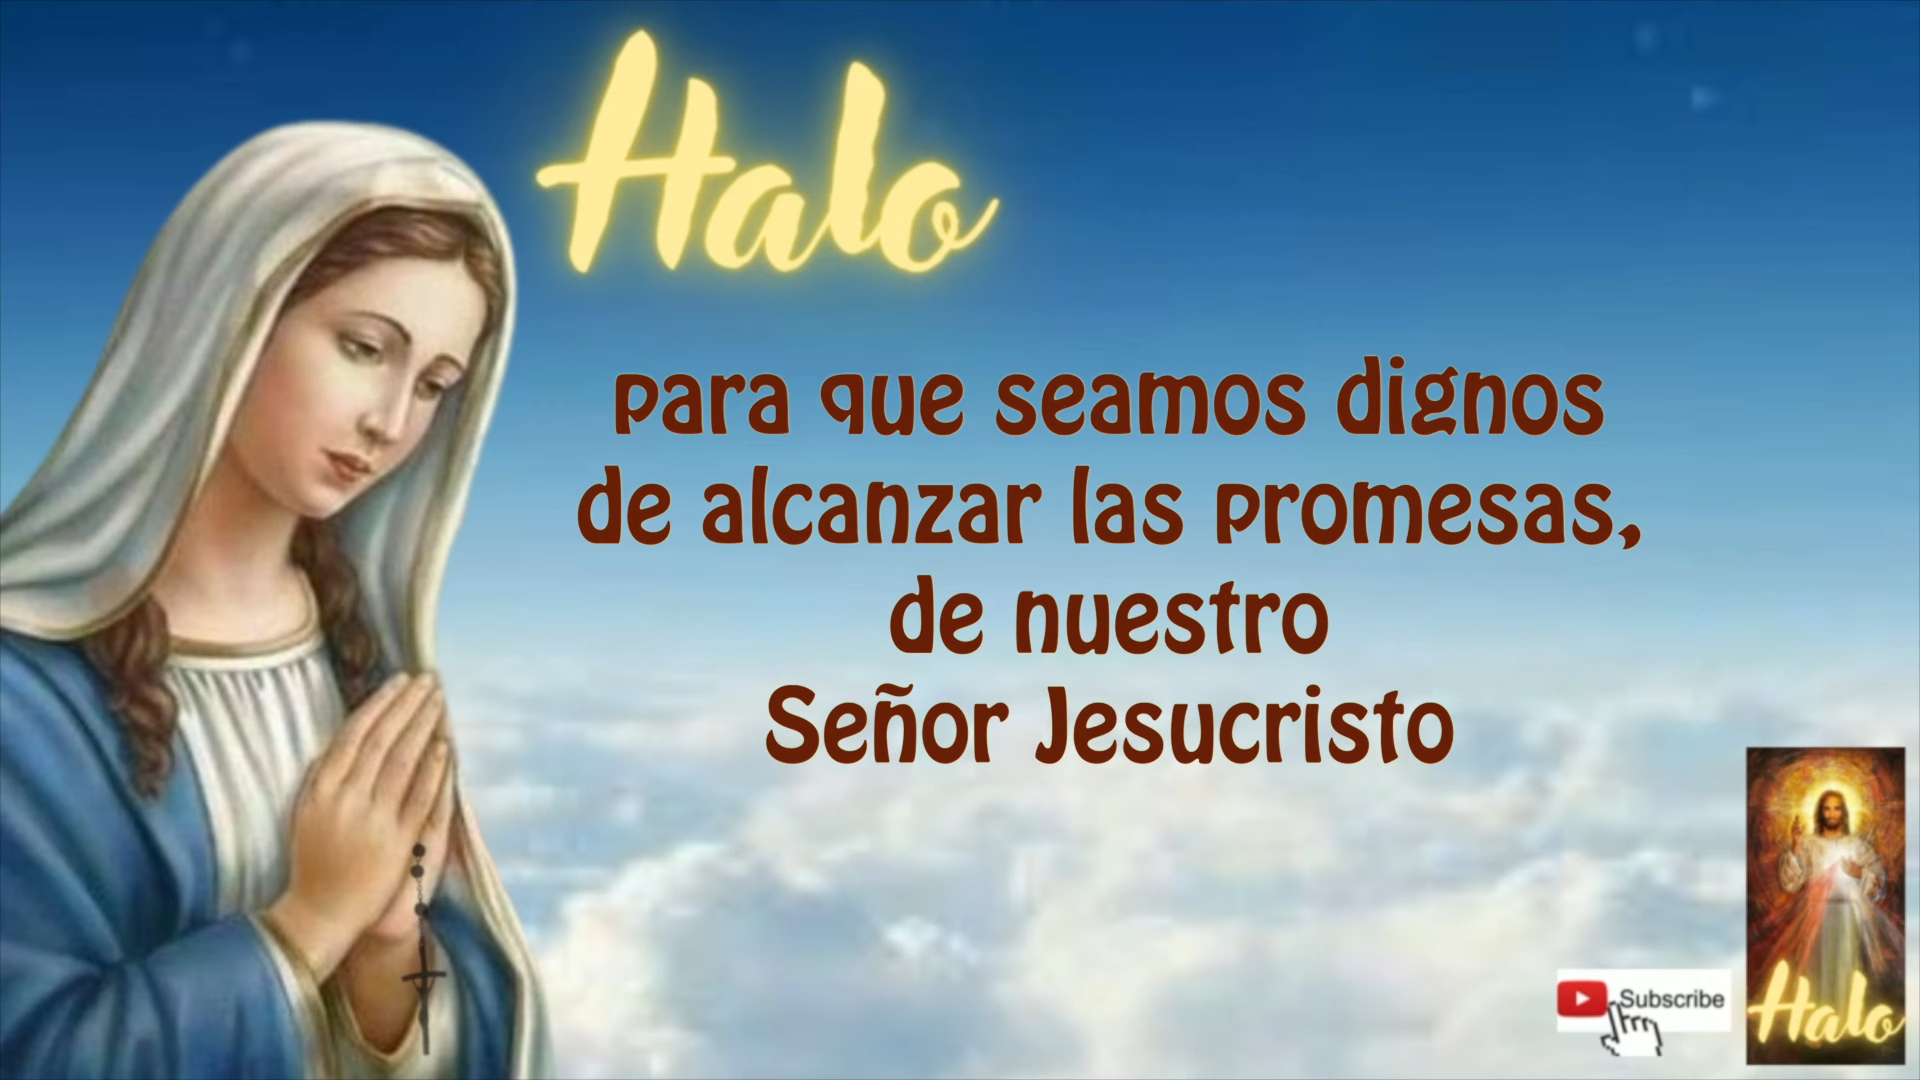 Halo
para que seamos dignos
de alcanzar las promesas,
de nuestro
Señor Jesucristo
Subscribe
Halo